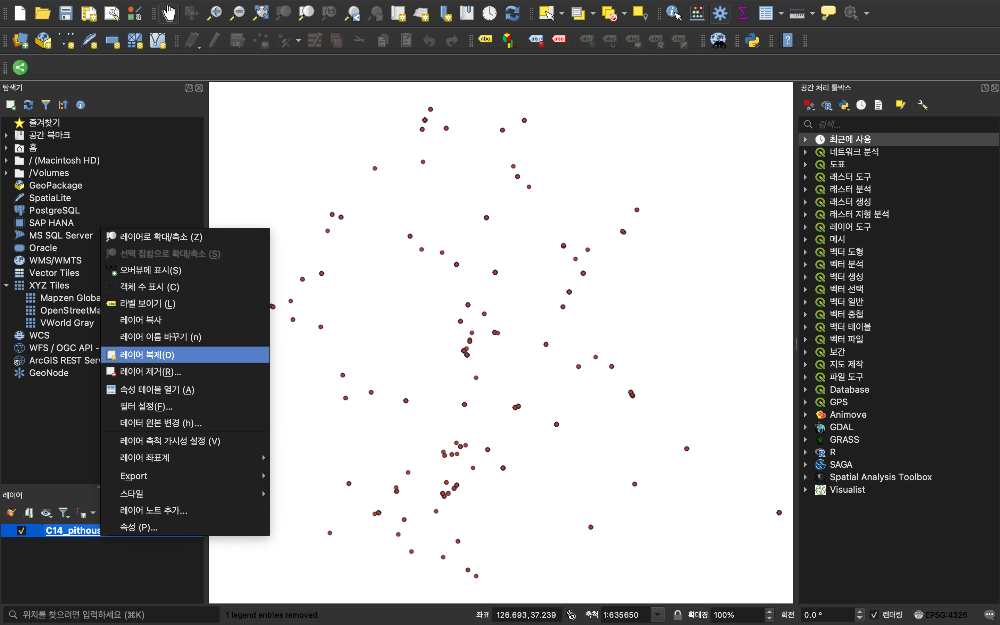 a
1:1
abc
ab
abc
ab
abc
abc
abc
abc
?
탐색기
즐겨찾기
공간 북마크
홈
/ (Macintosh HD)
/Volumes
GeoPackage
SpatiaLite
PostgreSQL
SAP HANA
MS SQL Server
Oracle
WMS/WMTS
Vector Tiles
XYZ Tiles
Mapzen Globa
OpenStreetMa
VWorld Gray
WCS
WFS / OGC API -
ArcGIS REST Serv
GeoNode
레이어로 확대/축소 (Z)
선택 집합으로 확대/축소 (S)
오버뷰에 표시(S)
객체 수 표시 (C)
abc 라벨 보이기 (L)
레이어 복사
레이어 이름 바꾸기 (n)
레이어 복제(D)
레이어 제거(R)...
속성 테이블 열기 (A)
필터 설정(F)...
데이터 원본 변경 (h)...
레이어 축척 가시성 설정 (V)
레이어 좌표계
Export
스타일
레이어 노트 추가...
속성 (P)...
레이어
C14_pithous
공간 처리 툴박스
검색...
최근에 사용
네트워크 분석
도표
래스터 도구
래스터 분석
래스터 생성
래스터 지형 분석
레이어 도구
메시
벡터 도형
벡터 분석
벡터 생성
벡터 선택
벡터 일반
벡터 중첩
벡터 테이블
벡터 파일
보간
지도 제작
파일 도구
Database
GPS
Animove
GDAL
GRASS
R
SAGA
Spatial Analysis Toolbox
Visualist
위치를 찾으려면 입력하세요 (⌘K)
1 legend entries removed.
좌표 126.693,37.239
축척 1:635650
확대경 100%
회전 0.0 °
렌더링
EPSG:4326